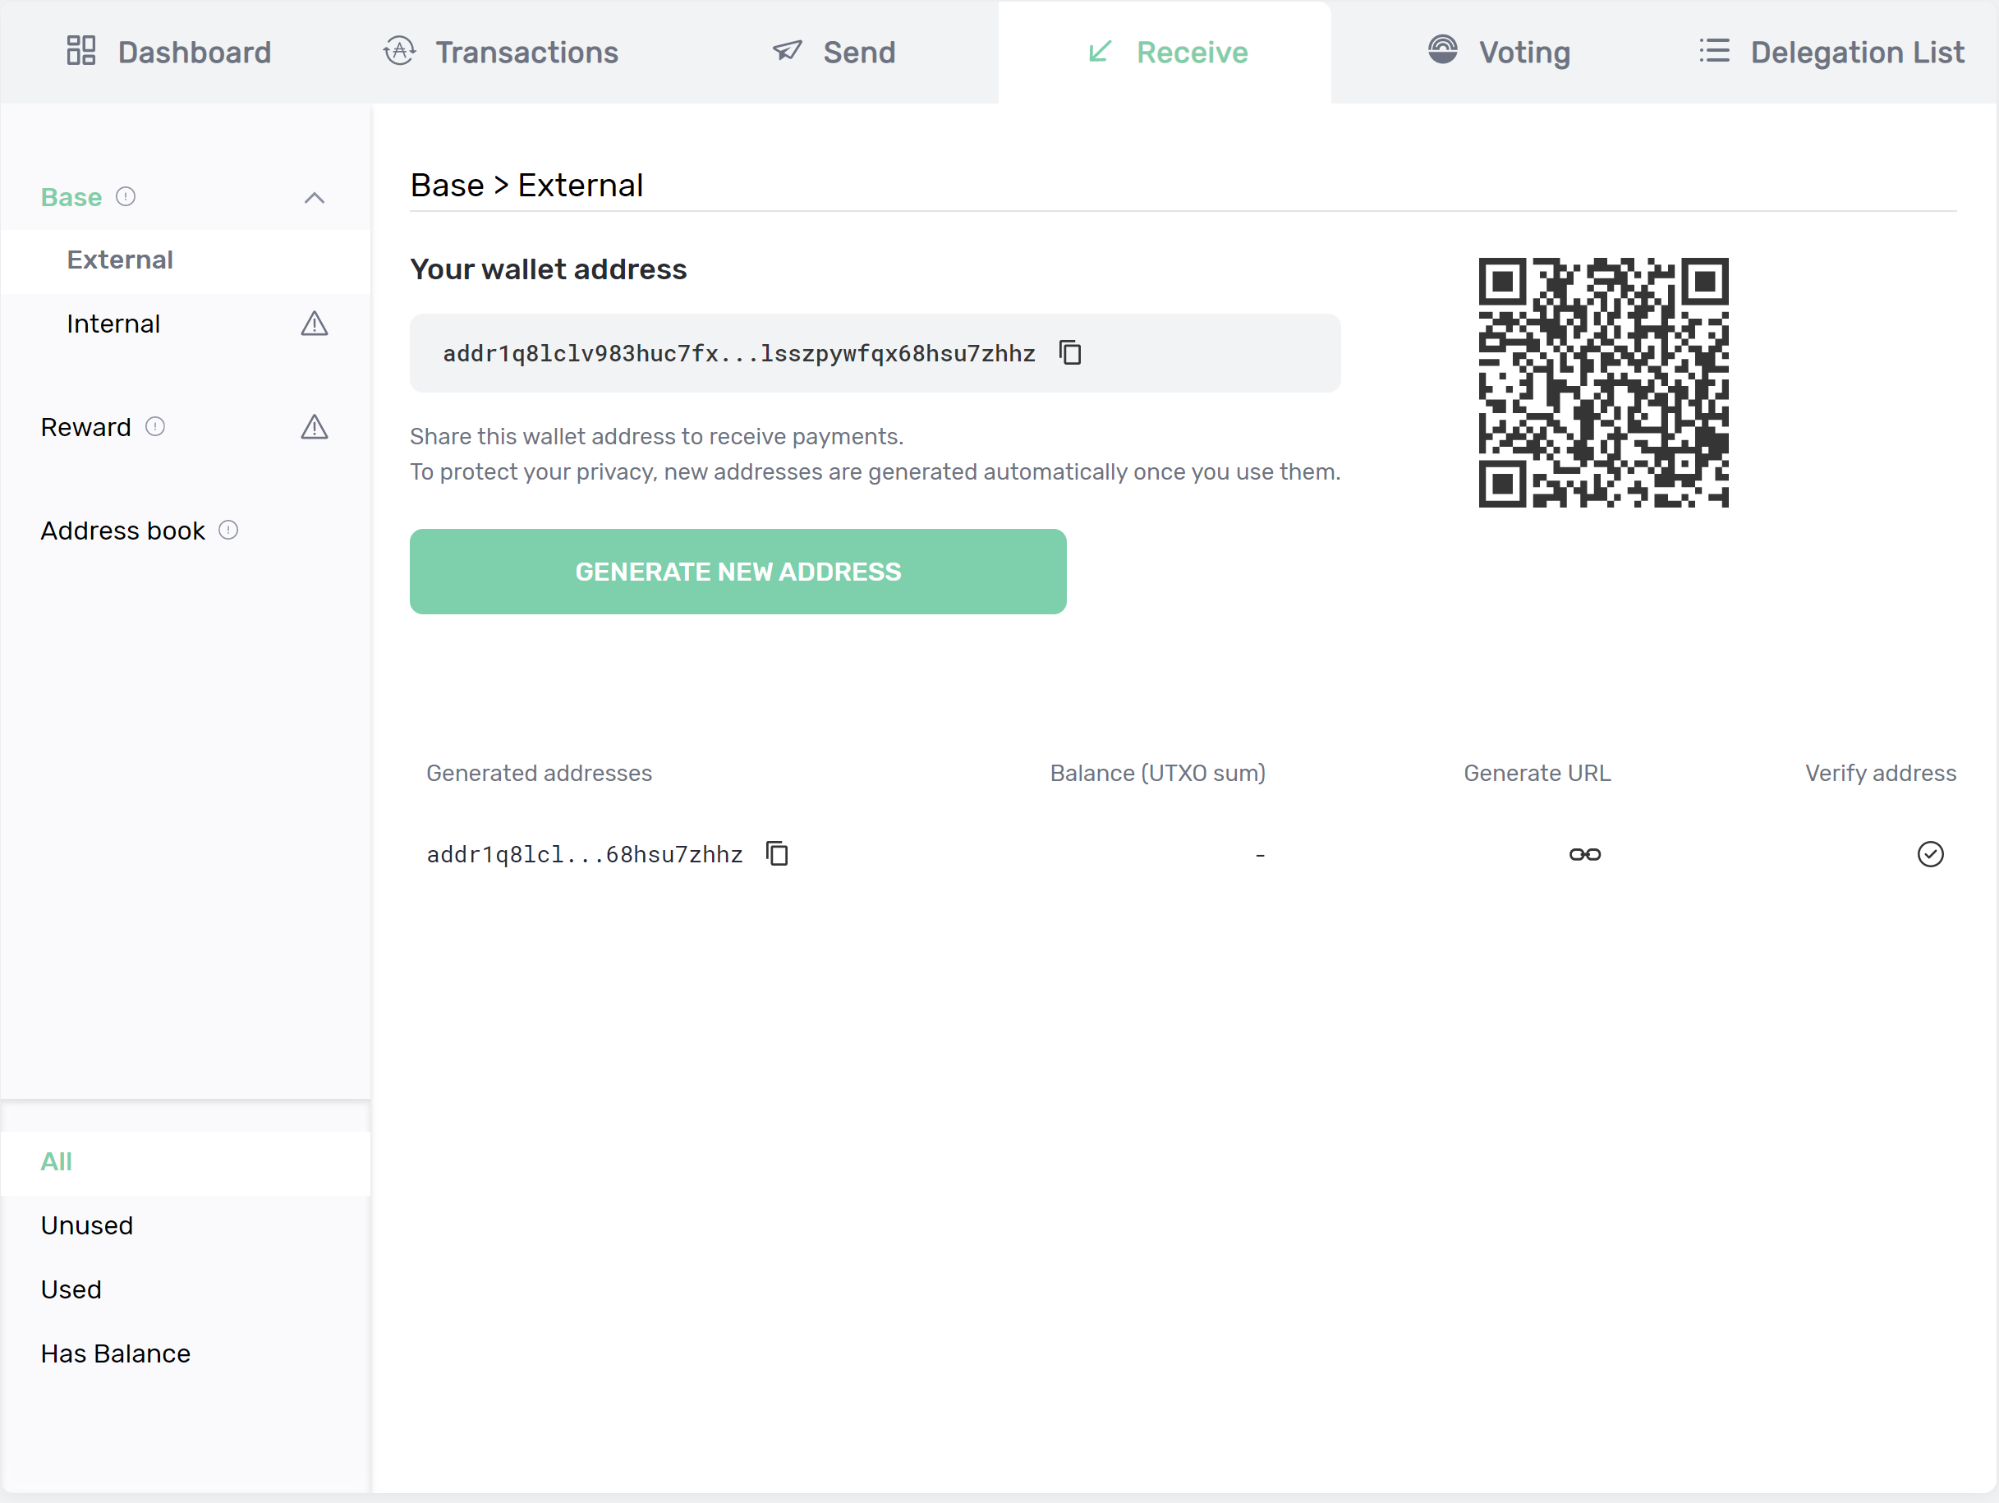 Dashboard
Transactions
Send
Receive
Voting
Delegation List
Base
External
Internal
Reward
Address book
All
Unused
Used
Has Balance
Base > External
Your wallet address
addr1q8lclv983huc7fx...lsszpywfqx68hsu7zhhz
Share this wallet address to receive payments.
To protect your privacy, new addresses are generated automatically once you use them.
GENERATE NEW ADDRESS
Generated addresses
Balance (UTXO sum)
Generate URL
Verify address
addr1q8lcl...68hsu7zhhz
-